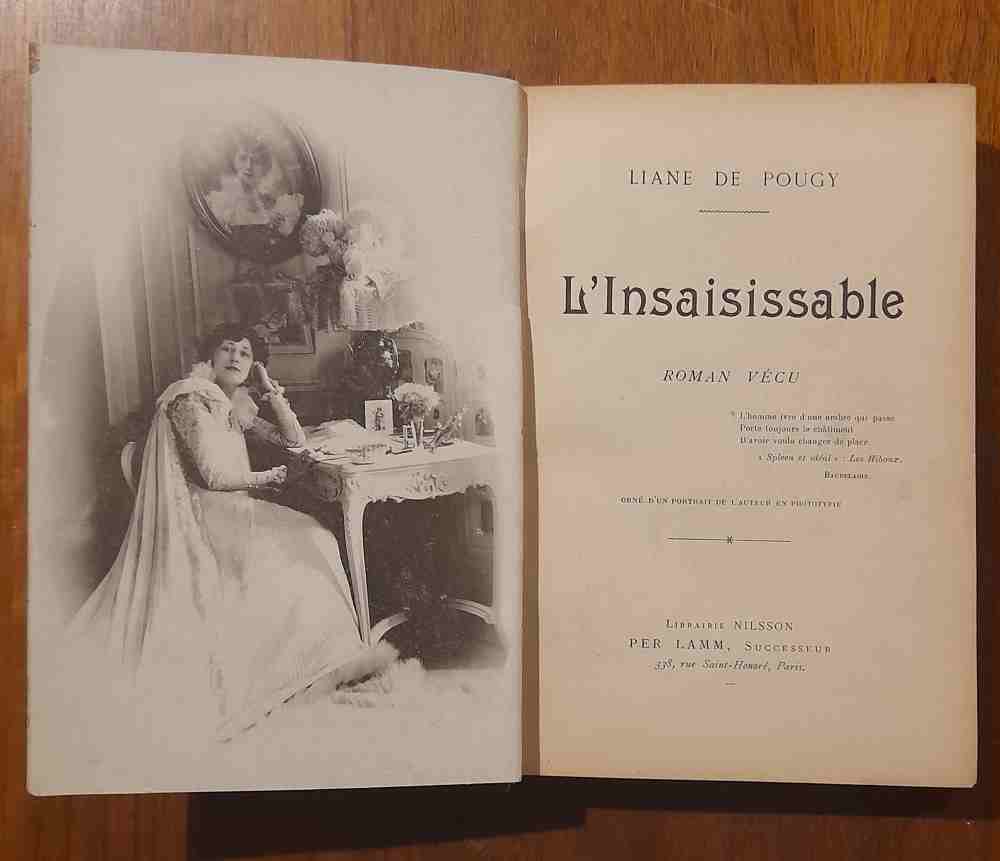 LIANE DE POUGY
L'Insaisissable
ROMAN VÉCU
« L'homme ivre d'une ombre qui passe
Porte toujours le châtiment
D'avoir voulu changer de place.
« Spleen et idéal » : Les Hiboux.
BAUDELAIRE.
ORNÉ D'UN PORTRAIT DE L'AUTEUR EN PHOTOTYPIE
LIBRAIRIE NILSSON
PER LAMM, SUCCESSEUR
338, rue Saint-Honoré, Paris.